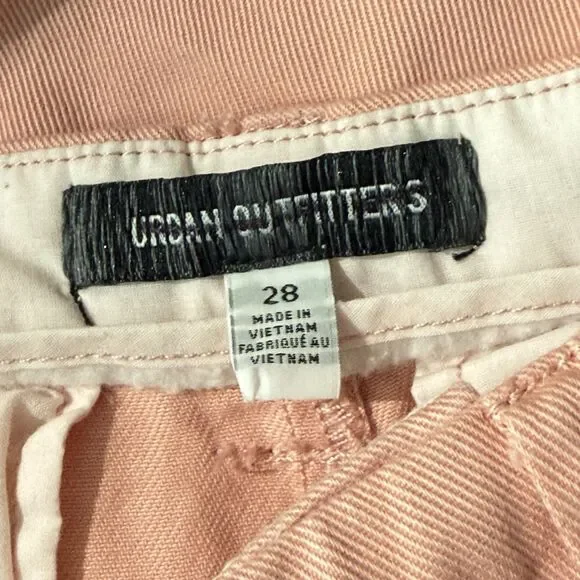 URBAN OUTFITTERS
28
MADE IN
VIETNAM
FABRIQUÉ AU
VIETNAM